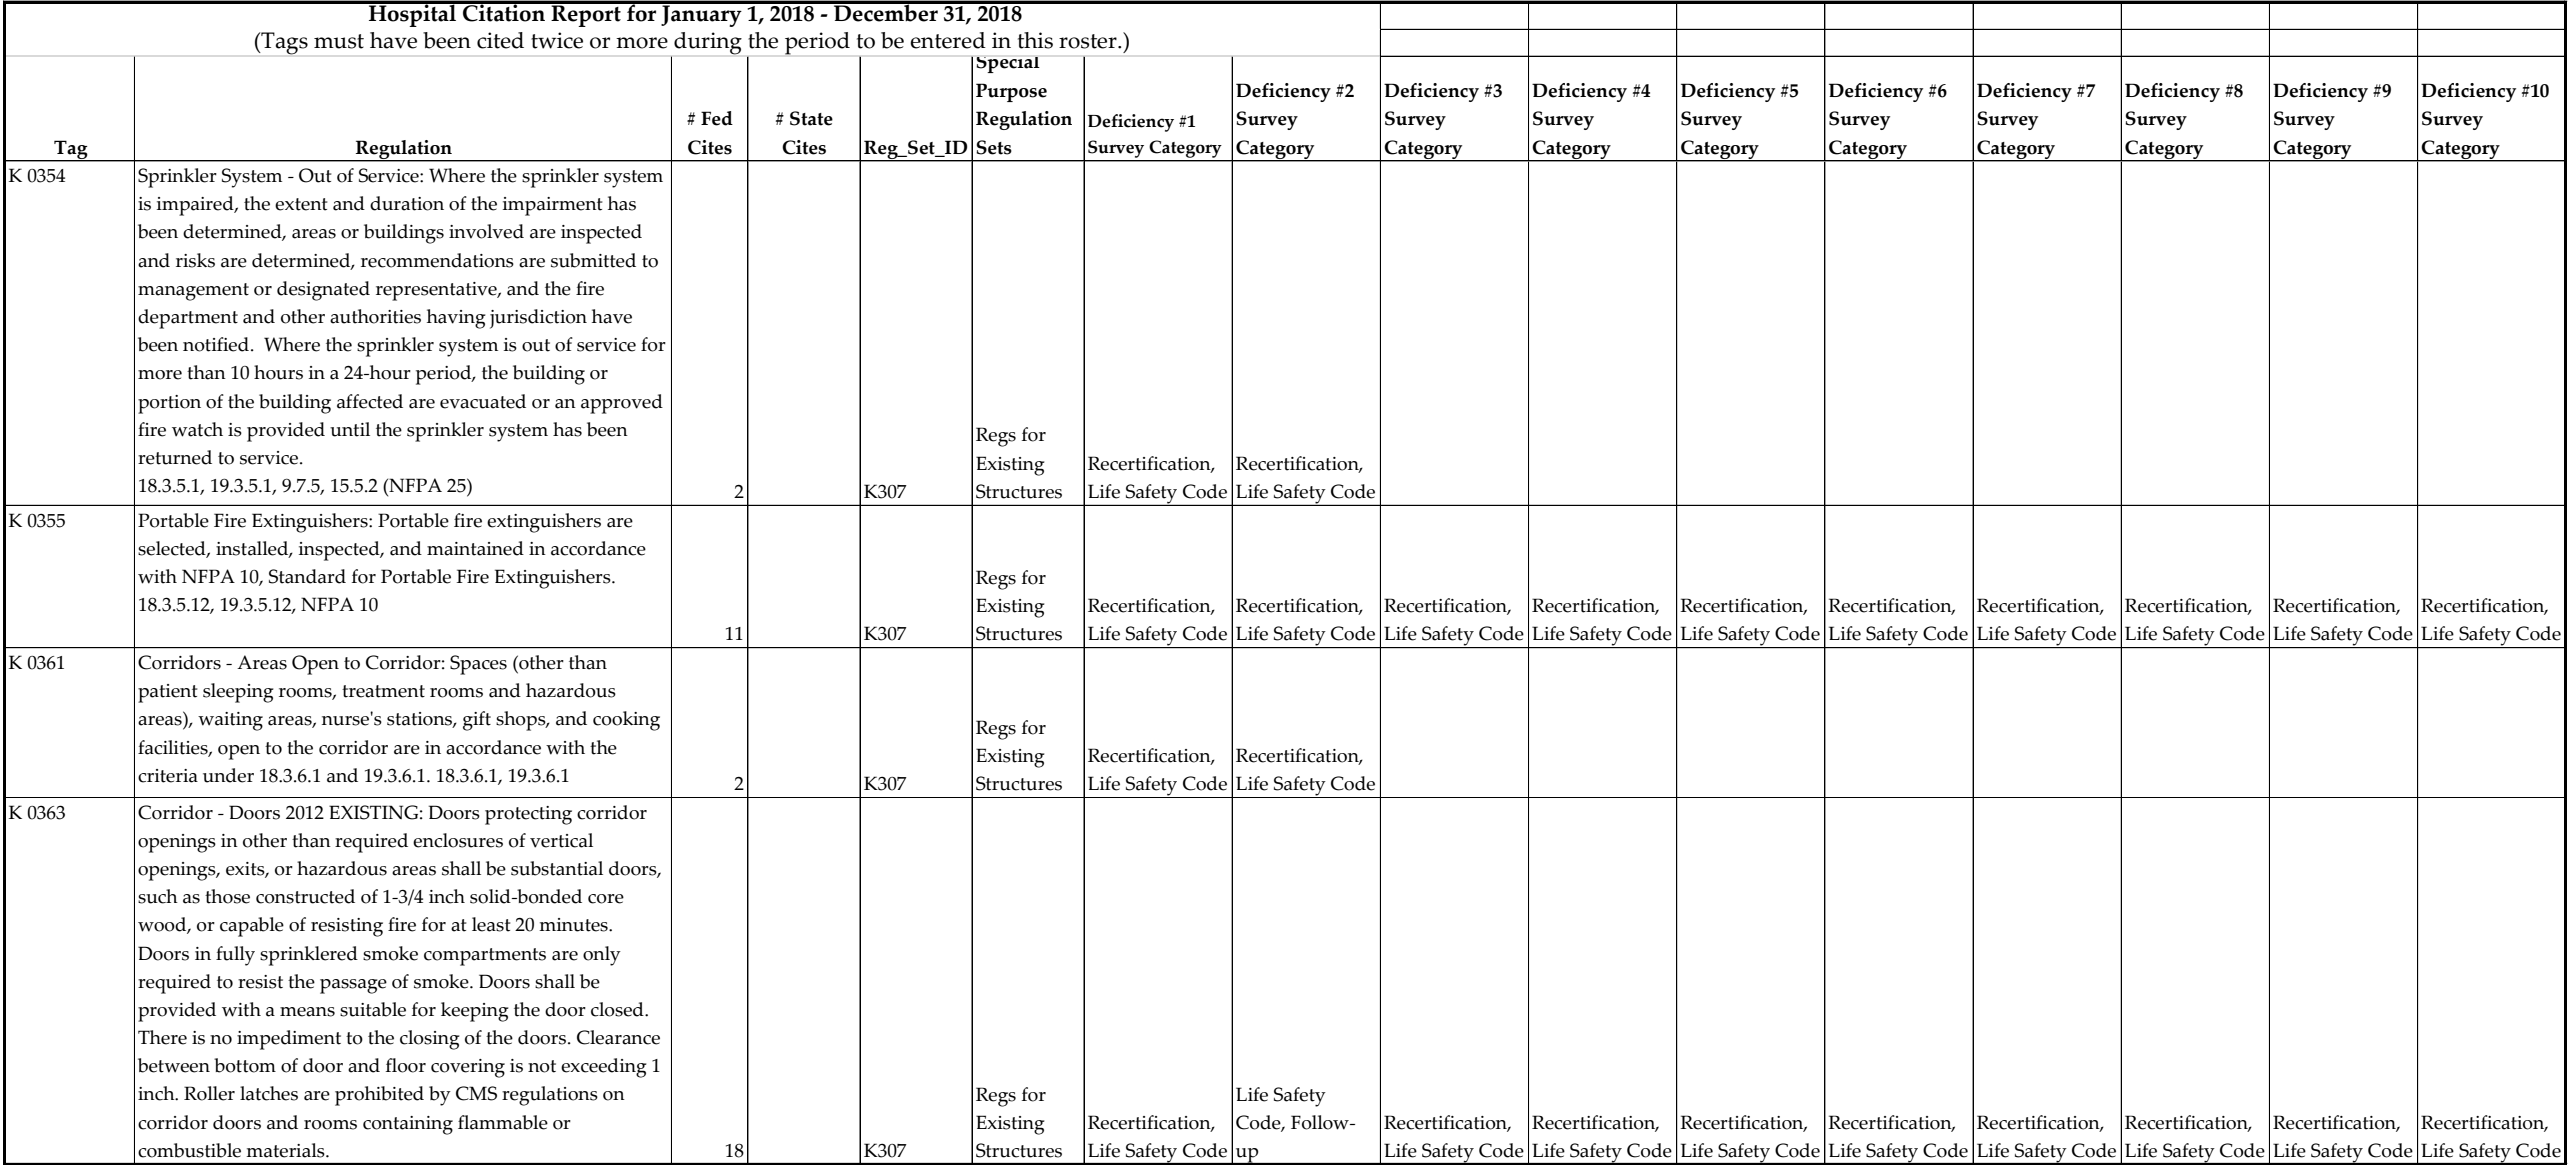 Hospital Citation Report for January 1, 2018 - December 31, 2018
(Tags must have been cited twice or more during the period to be entered in this roster.)
Tag
Regulation
# Fed
Cites
# State
Cites
Reg_Set_ID
Special
Purpose
Regulation
Sets
Deficiency #1
Survey Category
Deficiency #2
Survey
Category
Deficiency #3
Survey
Category
Deficiency #4
Survey
Category
Deficiency #5
Survey
Category
Deficiency #6
Survey
Category
Deficiency #7
Survey
Category
Deficiency #8
Survey
Category
Deficiency #9
Survey
Category
Deficiency #10
Survey
Category
K 0354
Sprinkler System - Out of Service: Where the sprinkler system
is impaired, the extent and duration of the impairment has
been determined, areas or buildings involved are inspected
and risks are determined, recommendations are submitted to
management or designated representative, and the fire
department and other authorities having jurisdiction have
been notified.  Where the sprinkler system is out of service for
more than 10 hours in a 24-hour period, the building or
portion of the building affected are evacuated or an approved
fire watch is provided until the sprinkler system has been
returned to service.
18.3.5.1, 19.3.5.1, 9.7.5, 15.5.2 (NFPA 25)
2
K307
Regs for
Existing
Structures
Recertification,
Life Safety Code
Recertification,
Life Safety Code
K 0355
Portable Fire Extinguishers: Portable fire extinguishers are
selected, installed, inspected, and maintained in accordance
with NFPA 10, Standard for Portable Fire Extinguishers.
18.3.5.12, 19.3.5.12, NFPA 10
11
K307
Regs for
Existing
Structures
Recertification,
Life Safety Code
Recertification,
Life Safety Code
Recertification,
Life Safety Code
Recertification,
Life Safety Code
Recertification,
Life Safety Code
Recertification,
Life Safety Code
Recertification,
Life Safety Code
Recertification,
Life Safety Code
Recertification,
Life Safety Code
Recertification,
Life Safety Code
K 0361
Corridors - Areas Open to Corridor: Spaces (other than
patient sleeping rooms, treatment rooms and hazardous
areas), waiting areas, nurse's stations, gift shops, and cooking
facilities, open to the corridor are in accordance with the
criteria under 18.3.6.1 and 19.3.6.1. 18.3.6.1, 19.3.6.1
2
K307
Regs for
Existing
Structures
Recertification,
Life Safety Code
Recertification,
Life Safety Code
K 0363
Corridor - Doors 2012 EXISTING: Doors protecting corridor
openings in other than required enclosures of vertical
openings, exits, or hazardous areas shall be substantial doors,
such as those constructed of 1-3/4 inch solid-bonded core
wood, or capable of resisting fire for at least 20 minutes.
Doors in fully sprinklered smoke compartments are only
required to resist the passage of smoke. Doors shall be
provided with a means suitable for keeping the door closed.
There is no impediment to the closing of the doors. Clearance
between bottom of door and floor covering is not exceeding 1
inch. Roller latches are prohibited by CMS regulations on
corridor doors and rooms containing flammable or
combustible materials.
18
K307
Regs for
Existing
Structures
Recertification,
Life Safety Code
Life Safety
Code, Follow-
up
Recertification,
Life Safety Code
Recertification,
Life Safety Code
Recertification,
Life Safety Code
Recertification,
Life Safety Code
Recertification,
Life Safety Code
Recertification,
Life Safety Code
Recertification,
Life Safety Code
Recertification,
Life Safety Code